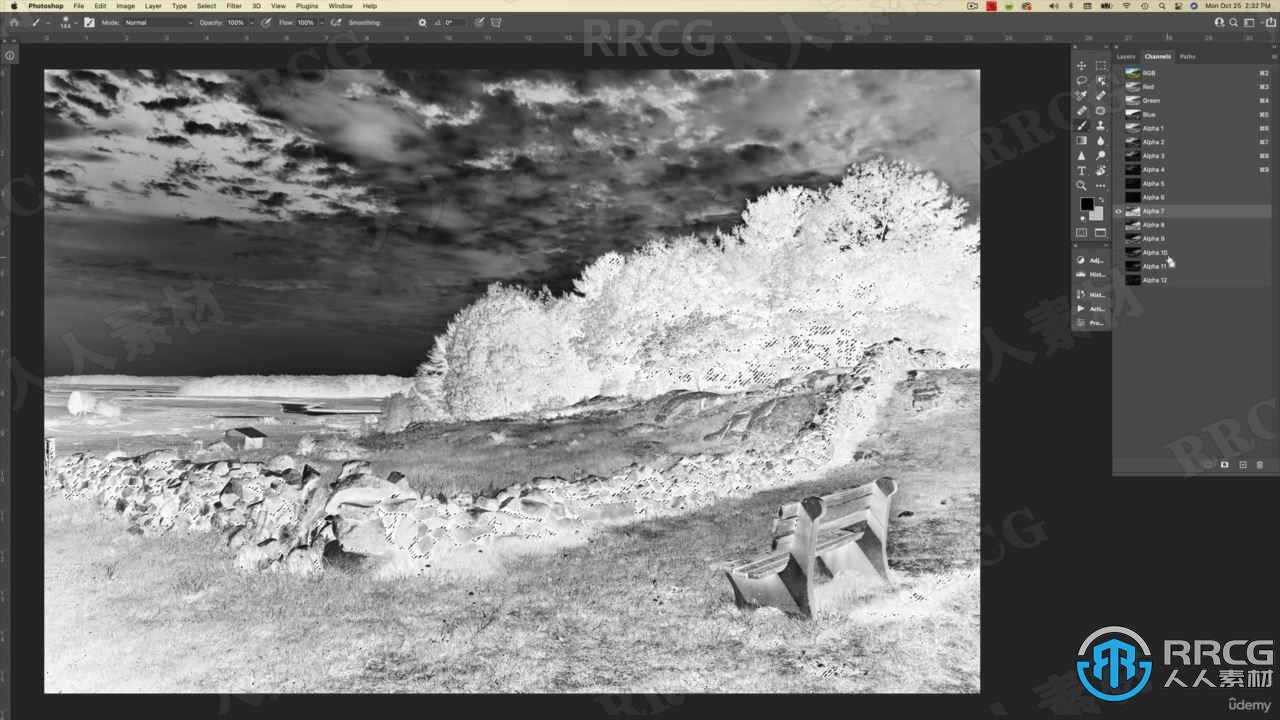 Photoshop File Edit Image Layer Type Select Filter 3D View Plugins Window Help Mon Oct 25 2:32 PM
144 Mode: Normal Opacity: 100% Flow: 100% Smoothing: 0°
RRCG
Layers Channels Paths
RGB ⌘2
Red ⌘3
Green ⌘4
Blue ⌘5
Alpha 1 ⌘6
Alpha 2 ⌘7
Alpha 3 ⌘8
Alpha 4 ⌘9
Alpha 5
Alpha 6
Alpha 7
Alpha 8
Alpha 9
Alpha 10
Alpha 11
Alpha 12
Adj...
Hist...
Hist...
Acti...
Pro...
RRCG
人人素材
ûdemy